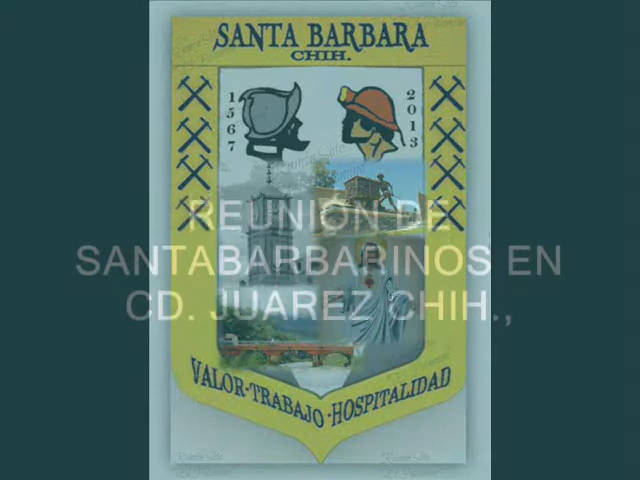 SANTA BARBARA
CHIH.
1567
2013
REUNION DE
SANTABARBARINOS EN
CD. JUAREZ CHIH.,
VALOR-TRABAJO-HOSPITALIDAD